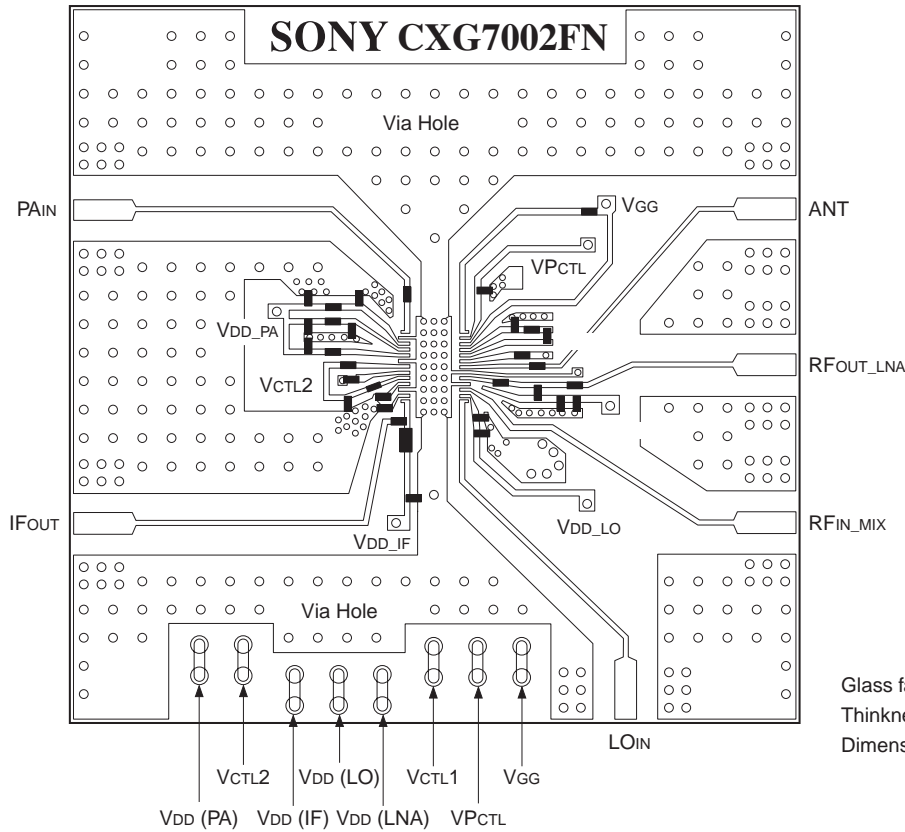 SONY CXG7002FN
Via Hole
PAIN
VGG
ANT
VPCTL
VDD_PA
RFOUT_LNA
VCTL2
IFOUT
VDD_IF
VDD_LO
RFIN_MIX
Via Hole
Glass fa
Thinkne
Dimens
LOIN
VCTL2
VDD (LO)
VCTL1
VGG
VDD (PA)
VDD (IF)
VDD (LNA)
VPCTL